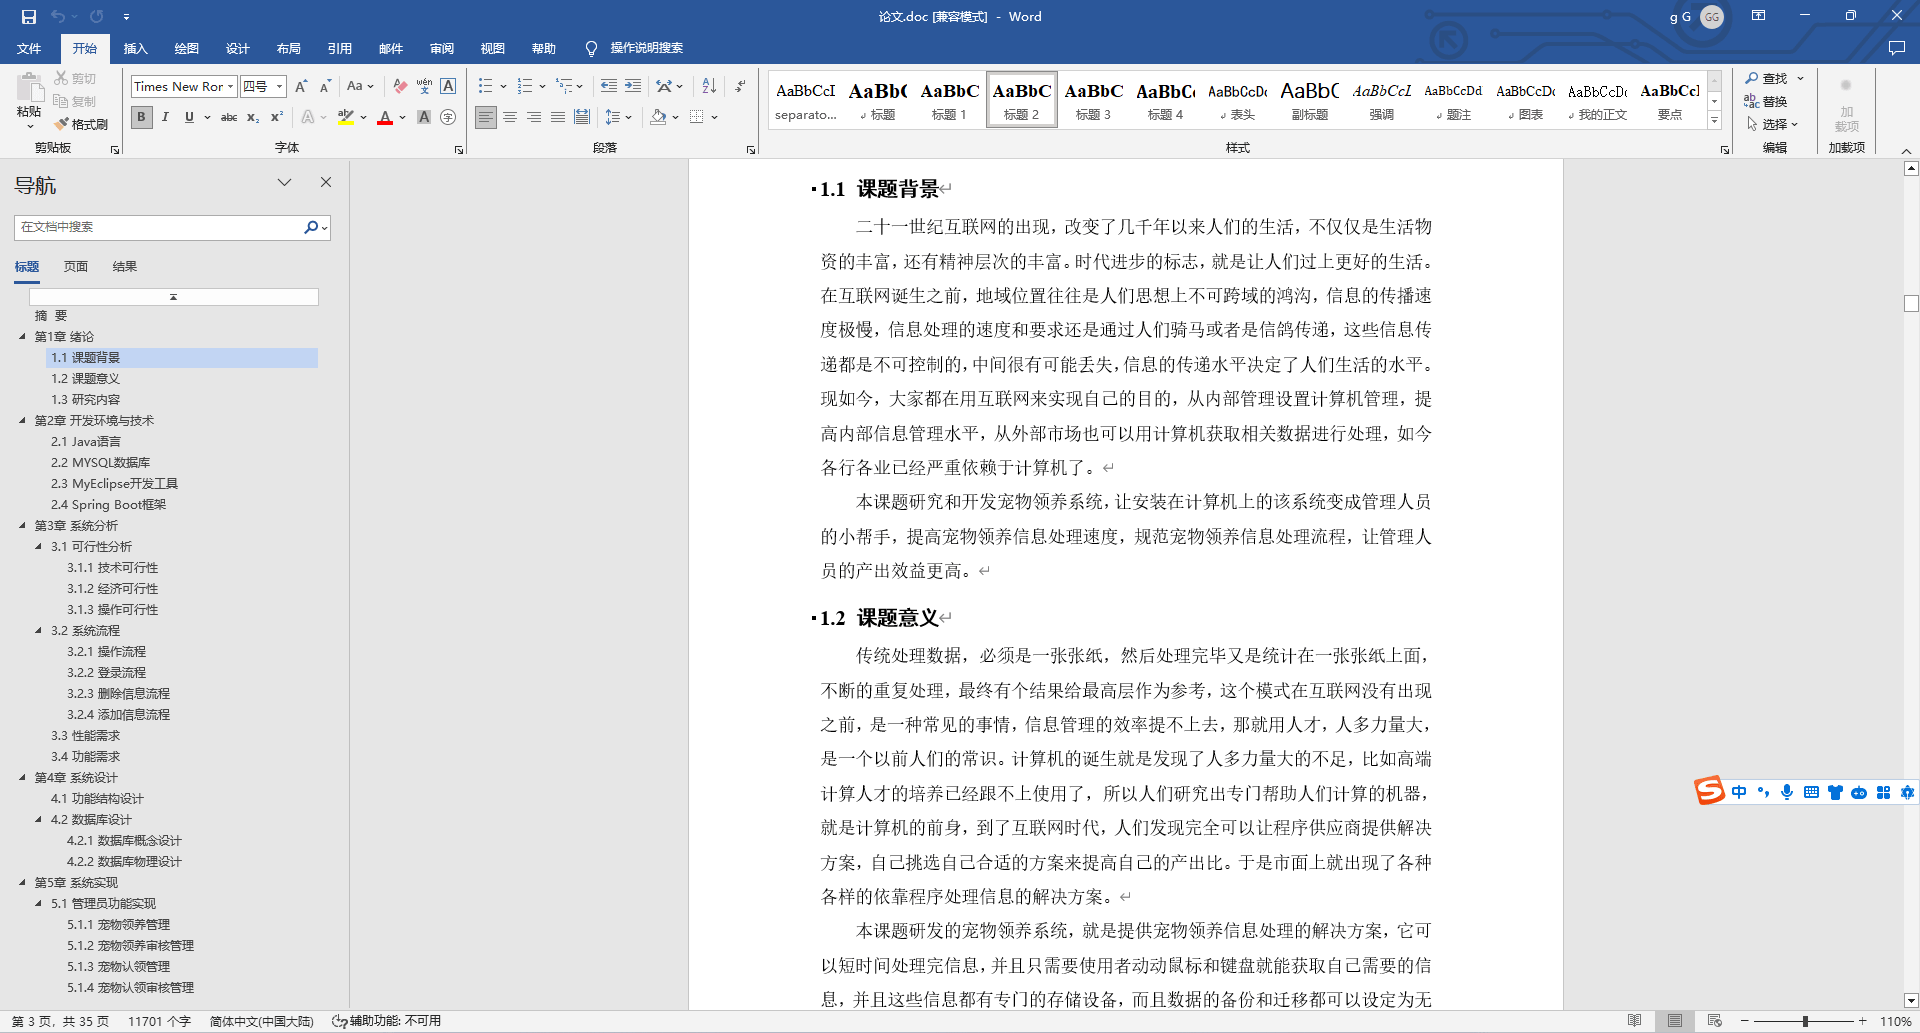 论文.doc [兼容模式] - Word
g G GG
文件 开始 插入 绘图 设计 布局 引用 邮件 审阅 视图 帮助 操作说明搜索
粘贴 剪切 复制 格式刷 剪贴板
Times New Ror 四号 字体
段落
AaBbCcI AaBb( AaBbC AaBbC AaBbC AaBbC( AaBbCcDc AaBbC AaBbCcL AaBbCcDd AaBbCcDc AaBbCcDc AaBbCcI
separato... 标题 标题 1 标题 2 标题 3 标题 4 表头 副标题 强调 题注 图表 我的正文 要点
样式
查找 替换 选择 编辑
加载项 加载项
导航
在文档中搜索
标题 页面 结果
摘 要
第1章 绪论
1.1 课题背景
1.2 课题意义
1.3 研究内容
第2章 开发环境与技术
2.1 Java语言
2.2 MYSQL数据库
2.3 MyEclipse开发工具
2.4 Spring Boot框架
第3章 系统分析
3.1 可行性分析
3.1.1 技术可行性
3.1.2 经济可行性
3.1.3 操作可行性
3.2 系统流程
3.2.1 操作流程
3.2.2 登录流程
3.2.3 删除信息流程
3.2.4 添加信息流程
3.3 性能需求
3.4 功能需求
第4章 系统设计
4.1 功能结构设计
4.2 数据库设计
4.2.1 数据库概念设计
4.2.2 数据库物理设计
第5章 系统实现
5.1 管理员功能实现
5.1.1 宠物领养管理
5.1.2 宠物领养审核管理
5.1.3 宠物认领管理
5.1.4 宠物认领审核管理
1.1 课题背景
二十一世纪互联网的出现，改变了几千年以来人们的生活，不仅仅是生活物
资的丰富，还有精神层次的丰富。时代进步的标志，就是让人们过上更好的生活。
在互联网诞生之前，地域位置往往是人们思想上不可跨域的鸿沟，信息的传播速
度极慢，信息处理的速度和要求还是通过人们骑马或者是信鸽传递，这些信息传
递都是不可控制的，中间很有可能丢失，信息的传递水平决定了人们生活的水平。
现如今，大家都在用互联网来实现自己的目的，从内部管理设置计算机管理，提
高内部信息管理水平，从外部市场也可以用计算机获取相关数据进行处理，如今
各行各业已经严重依赖于计算机了。
本课题研究和开发宠物领养系统，让安装在计算机上的该系统变成管理人员
的小帮手，提高宠物领养信息处理速度，规范宠物领养信息处理流程，让管理人
员的产出效益更高。
1.2 课题意义
传统处理数据，必须是一张张纸，然后处理完毕又是统计在一张张纸上面，
不断的重复处理，最终有个结果给最高层作为参考，这个模式在互联网没有出现
之前，是一种常见的事情，信息管理的效率提不上去，那就用人才，人多力量大，
是一个以前人们的常识。计算机的诞生就是发现了人多力量大的不足，比如高端
计算人才的培养已经跟不上使用了，所以人们研究出专门帮助人们计算的机器，
就是计算机的前身，到了互联网时代，人们发现完全可以让程序供应商提供解决
方案，自己挑选自己合适的方案来提高自己的产出比。于是市面上就出现了各种
各样的依靠程序处理信息的解决方案。
本课题研发的宠物领养系统，就是提供宠物领养信息处理的解决方案，它可
以短时间处理完信息，并且只需要使用者动动鼠标和键盘就能获取自己需要的信
息，并且这些信息都有专门的存储设备，而且数据的备份和迁移都可以设定为无
中
第 3 页，共 35 页 11701 个字 简体中文(中国大陆) 辅助功能: 不可用 110%